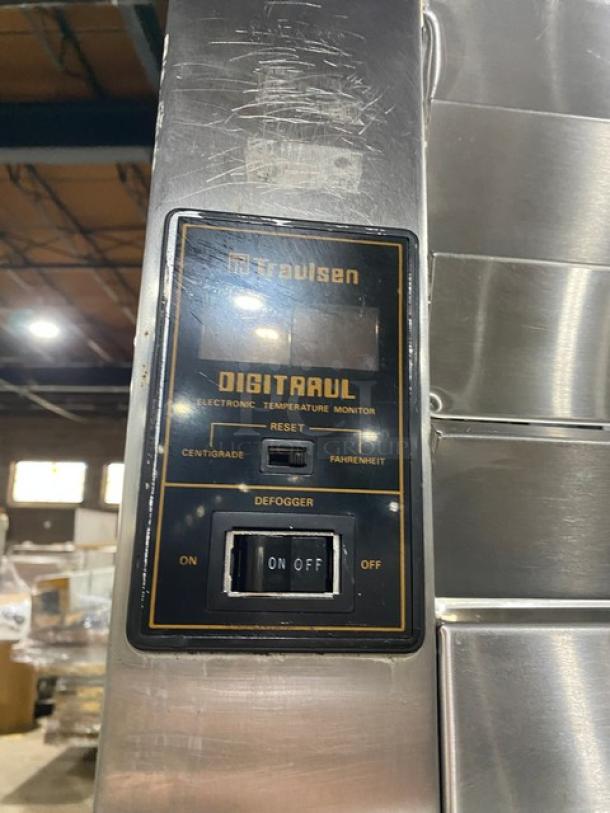 Traulsen
DIGITRAUL
ELECTRONIC TEMPERATURE MONITOR
RESET
CENTIGRADE FAHRENHEIT
DEFOGGER
ON ON OFF OFF